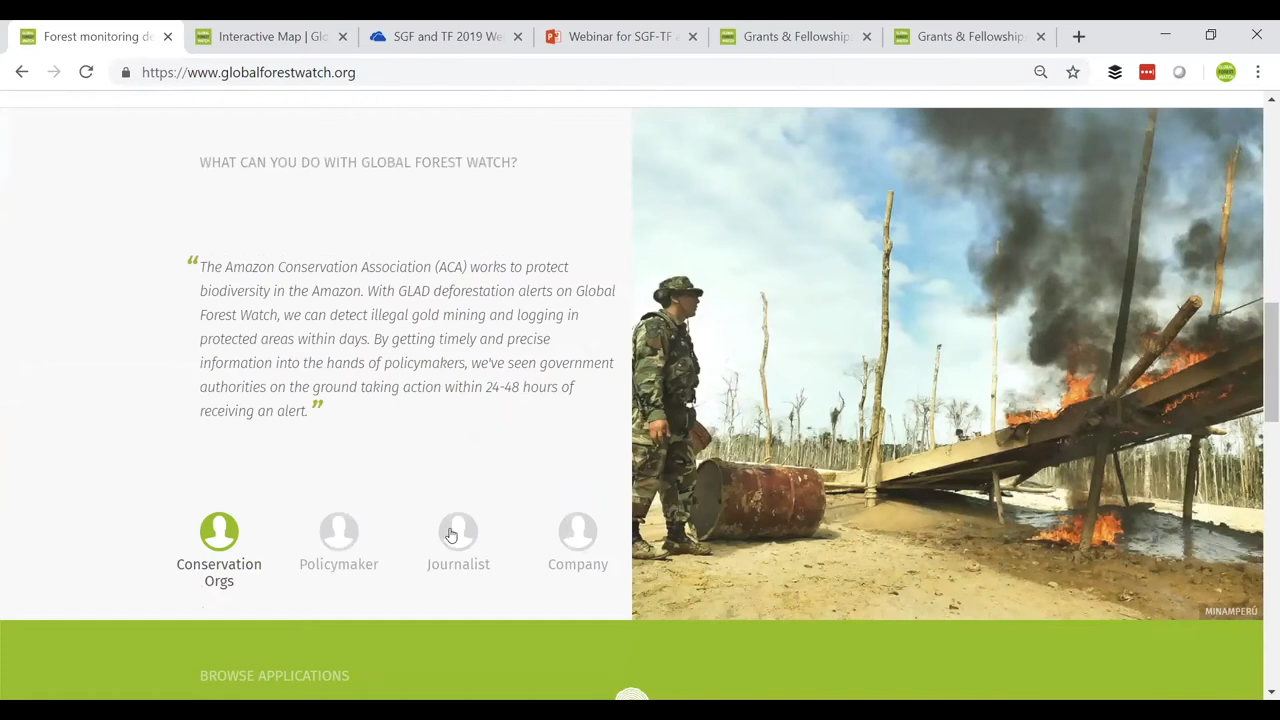 Forest monitoring de
Interactive Map | Glo
SGF and TF 2019 We
Webinar for SGF-TF a
Grants & Fellowship
Grants & Fellowship
https://www.globalforestwatch.org
WHAT CAN YOU DO WITH GLOBAL FOREST WATCH?
“The Amazon Conservation Association (ACA) works to protect
biodiversity in the Amazon. With GLAD deforestation alerts on Global
Forest Watch, we can detect illegal gold mining and logging in
protected areas within days. By getting timely and precise
information into the hands of policymakers, we've seen government
authorities on the ground taking action within 24-48 hours of
receiving an alert.”
Conservation
Orgs
Policymaker
Journalist
Company
MINAMPERÚ
BROWSE APPLICATIONS